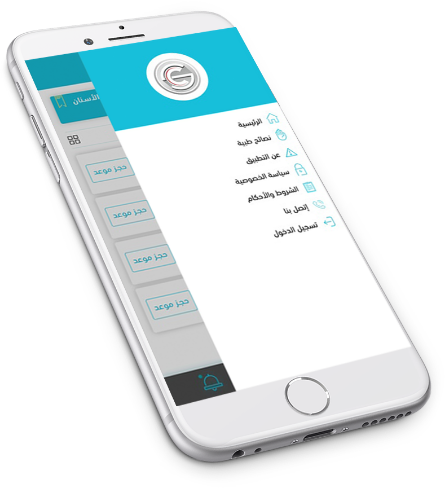 الأسنان
الرئيسية
نصائح طبية
عن التطبيق
سياسة الخصوصية
الشروط والأحكام
إتصل بنا
تسجيل الدخول
حجز موعد
حجز موعد
حجز موعد
حجز موعد